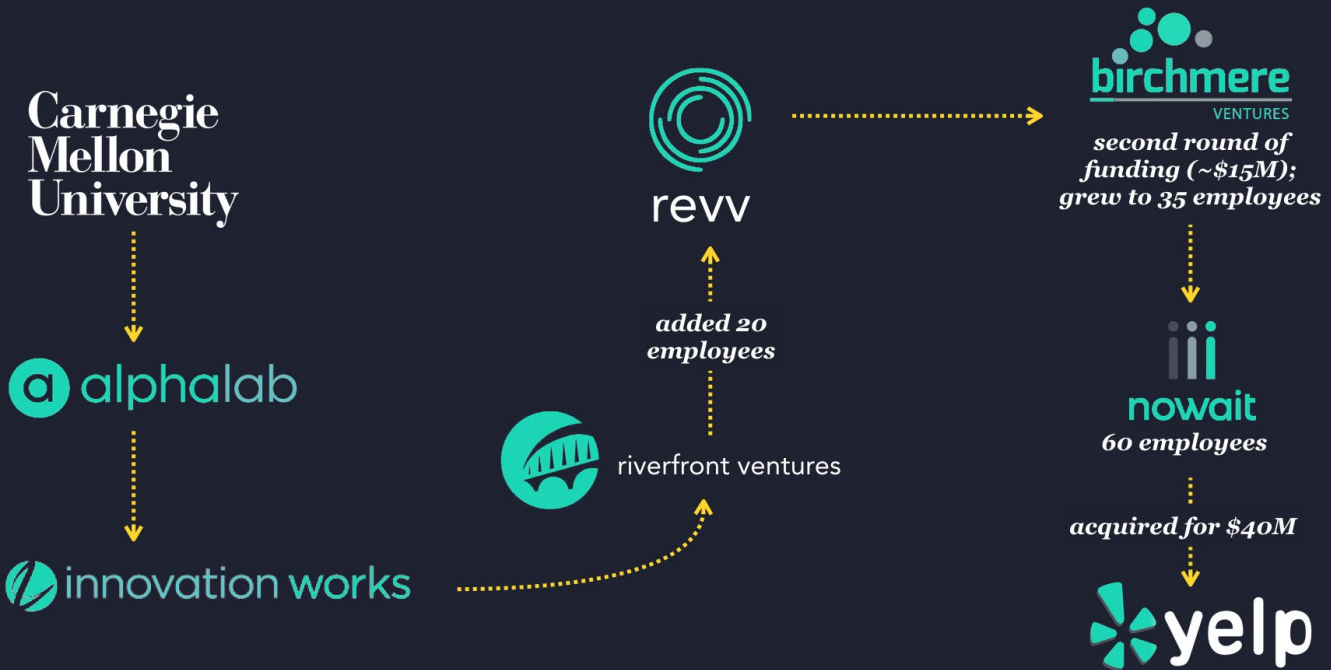 Carnegie
Mellon
University
a alphalab
innovation works
riverfront ventures
added 20
employees
revv
birchmere
VENTURES
second round of
funding (~$15M);
grew to 35 employees
nowait
60 employees
acquired for $40M
yelp